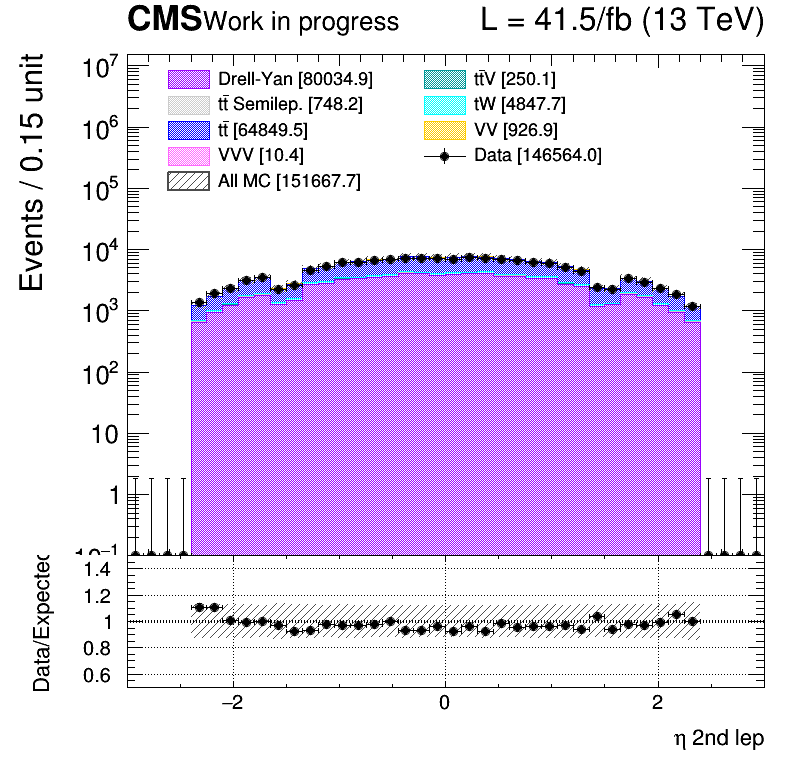 CMS Work in progress L = 41.5/fb (13 TeV)
Events / 0.15 unit
10⁷
10⁶
10⁵
10⁴
10³
10²
10
1
Drell-Yan [80034.9]
tt̄ Semilep. [748.2]
tt̄ [64849.5]
VVV [10.4]
All MC [151667.7]
tt̄V [250.1]
tW [4847.7]
VV [926.9]
Data [146564.0]
Data/Expected
1.4
1.2
1
0.8
0.6
−2 0 2
η 2nd lep